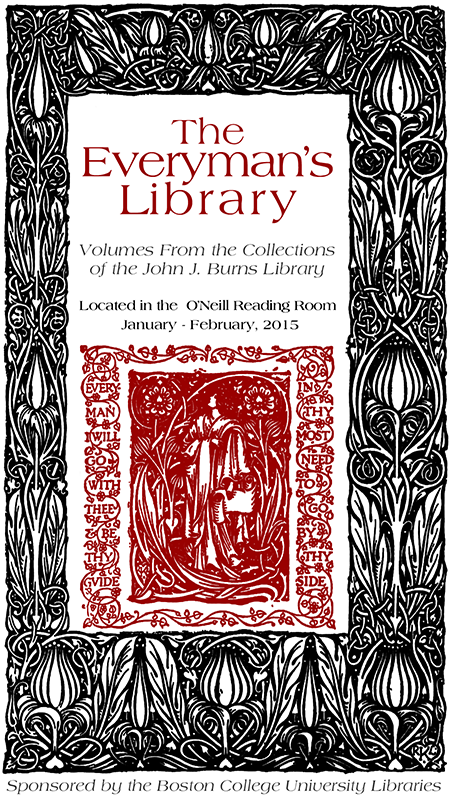 The
Everyman's
Library
Volumes From the Collections
of the John J. Burns Library
Located in the O'Neill Reading Room
January - February, 2015
EVERY
MAN
I WILL
GO
WITH
THEE
& BE
THY
GVIDE
IN
THY
MOST
NEED
TO
GO
BY
THY
SIDE
Sponsored by the Boston College University Libraries